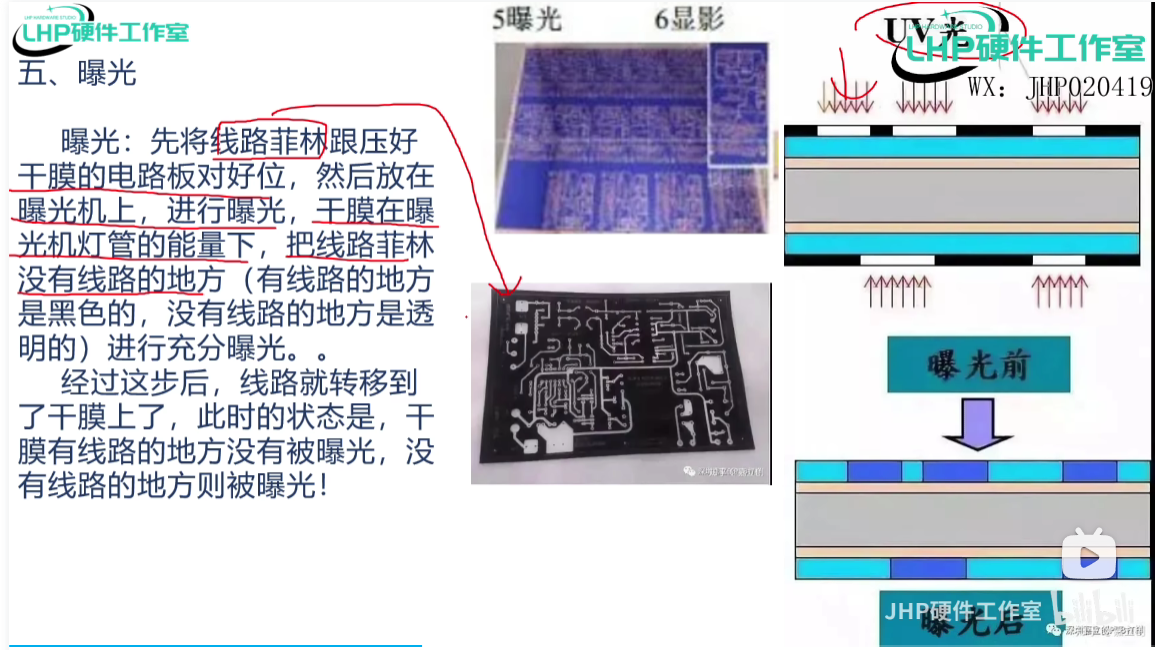 LHP HARDWARE STUDIO
LHP硬件工作室
五、曝光
曝光：先将线路菲林跟压好
干膜的电路板对好位，然后放在
曝光机上，进行曝光，干膜在曝
光机灯管的能量下，把线路菲林
没有线路的地方（有线路的地方
是黑色的，没有线路的地方是透
明的）进行充分曝光。。
经过这步后，线路就转移到
了干膜上了，此时的状态是，干
膜有线路的地方没有被曝光，没
有线路的地方则被曝光！
5曝光
6显影
UV光
LHP HARDWARE STUDIO
LHP硬件工作室
WX：JHP020419
曝光前
JHP硬件工作室
曝光后
bilibili